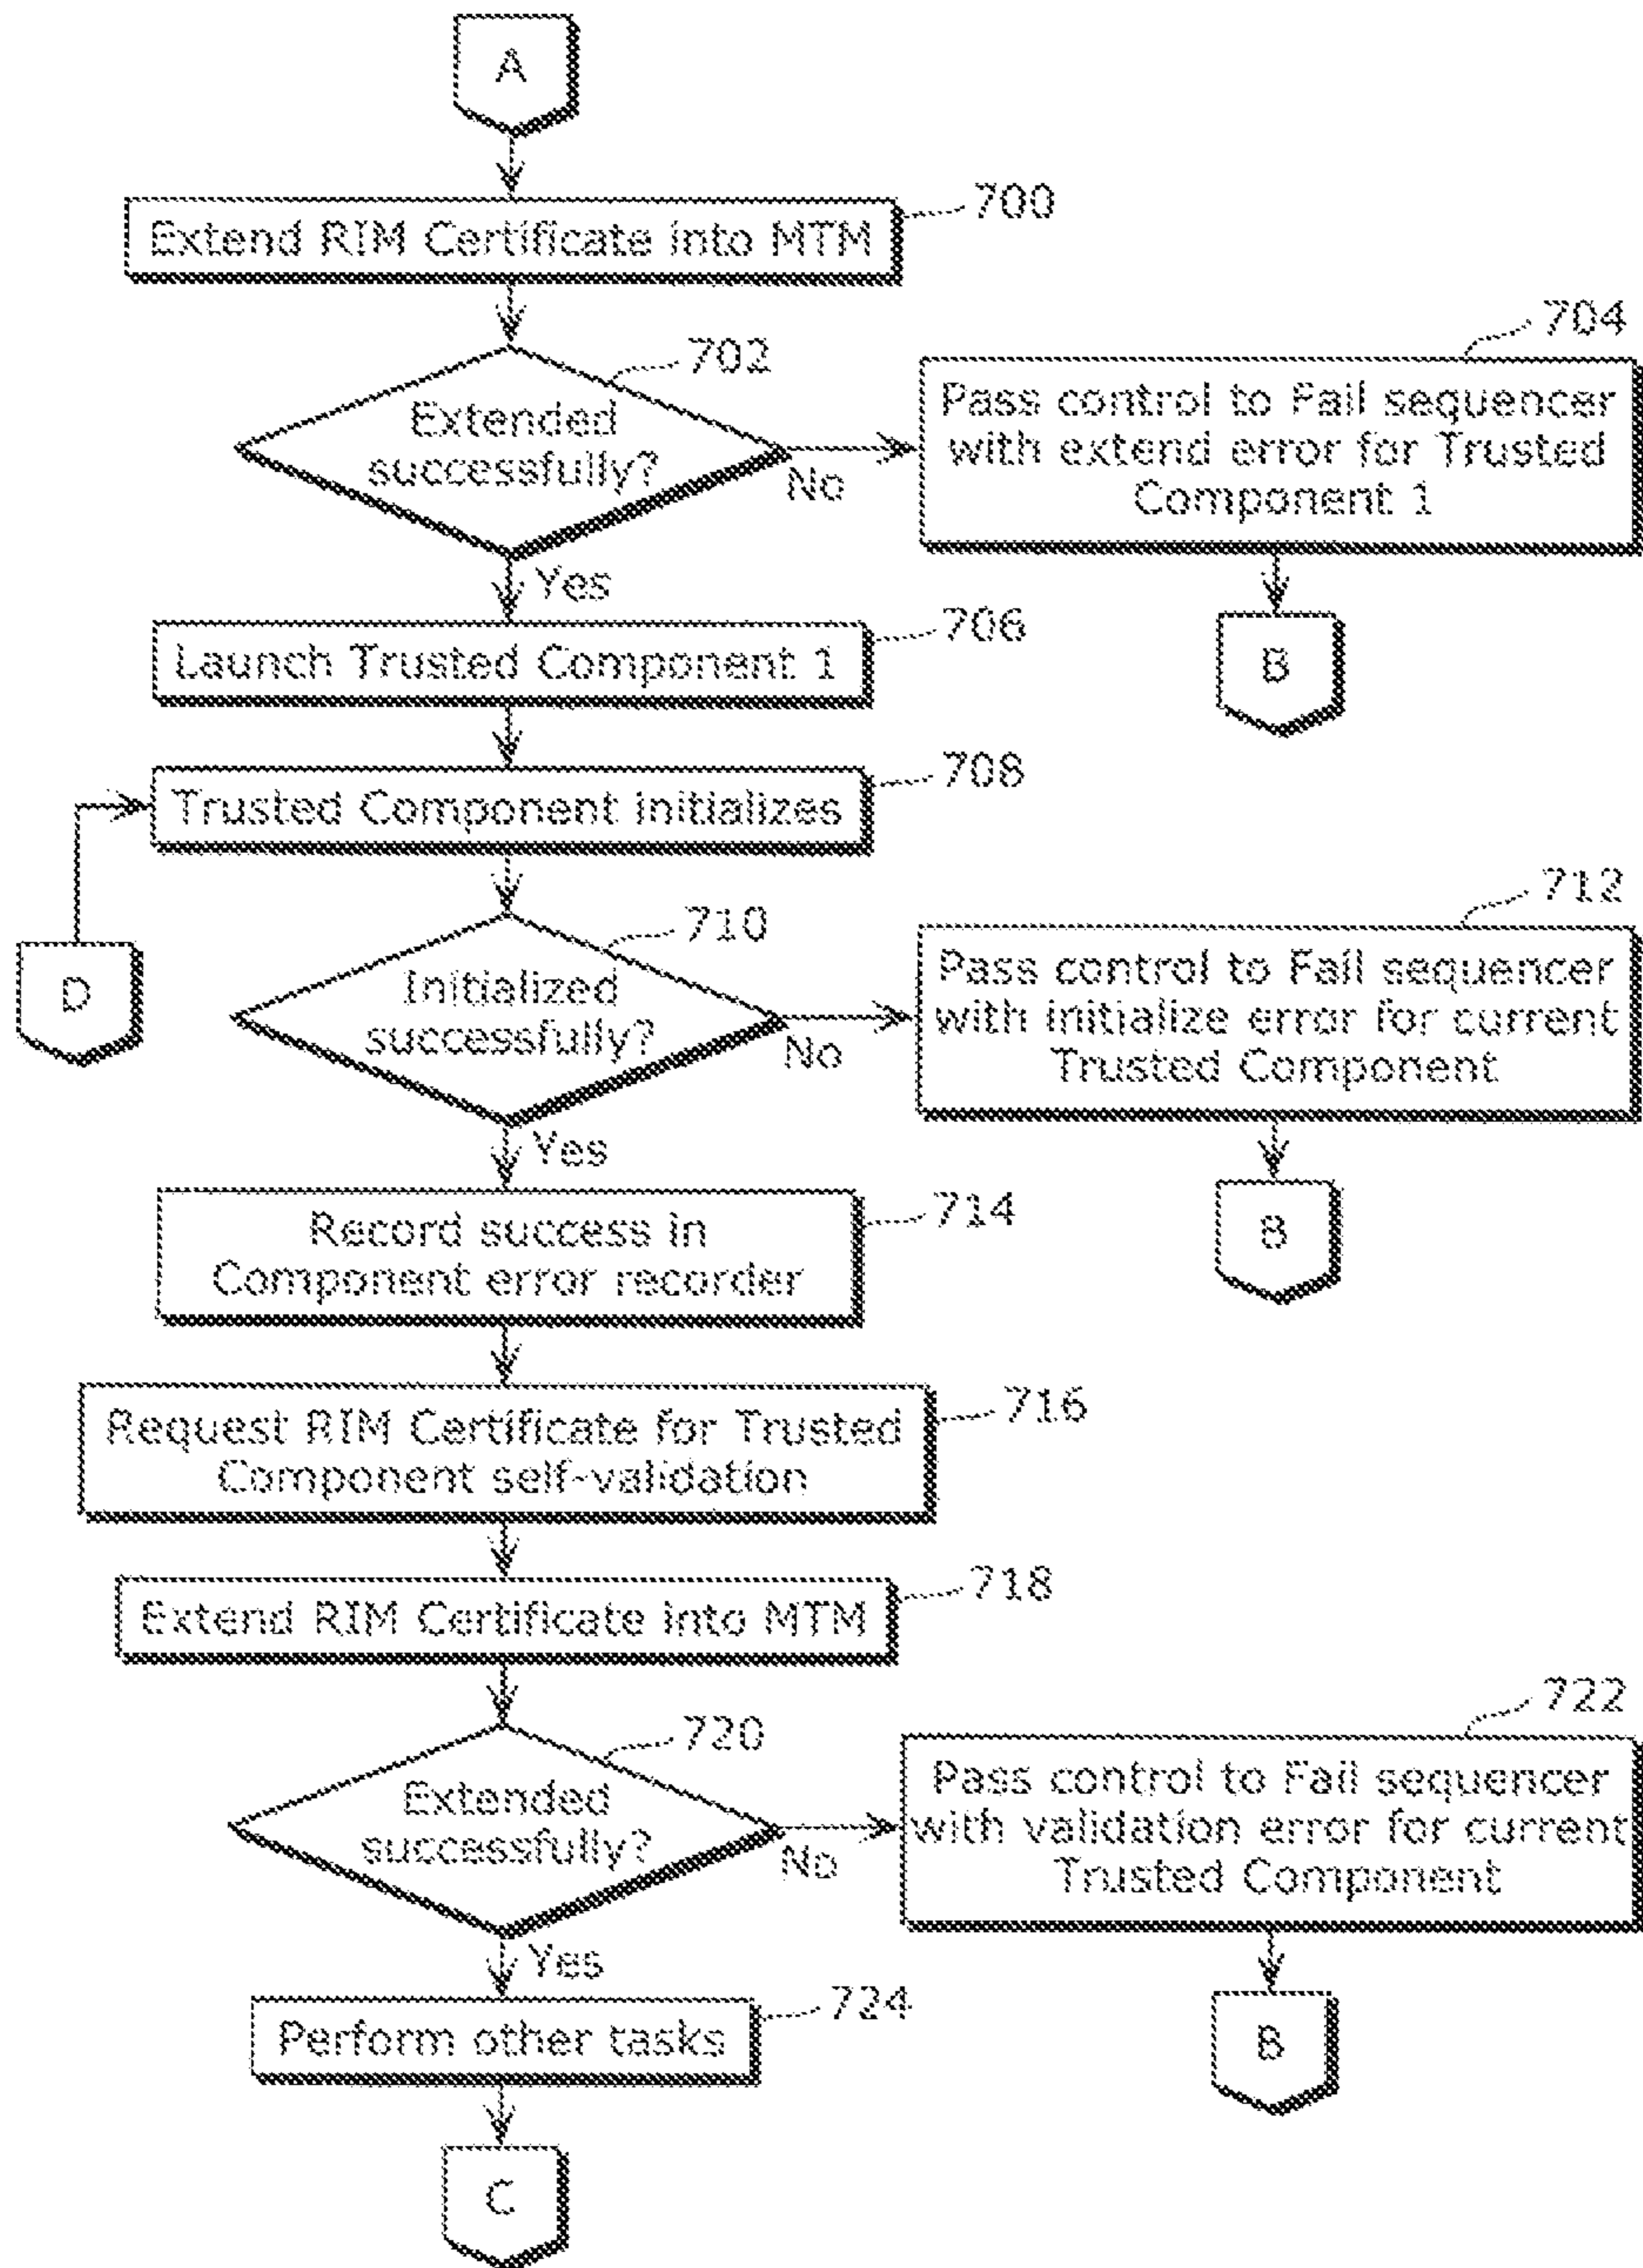 A
Extend RIM Certificate into MTM
700
702
Extended
successfully?
No
704
Pass control to Fail sequencer
with extend error for Trusted
Component 1
B
Yes
Launch Trusted Component 1
706
Trusted Component initializes
708
D
710
Initialized
successfully?
No
712
Pass control to Fail sequencer
with initialize error for current
Trusted Component
B
Yes
Record success in
Component error recorder
714
Request RIM Certificate for Trusted
Component self-validation
716
Extend RIM Certificate into MTM
718
720
Extended
successfully?
No
722
Pass control to Fail sequencer
with validation error for current
Trusted Component
B
Yes
Perform other tasks
724
C